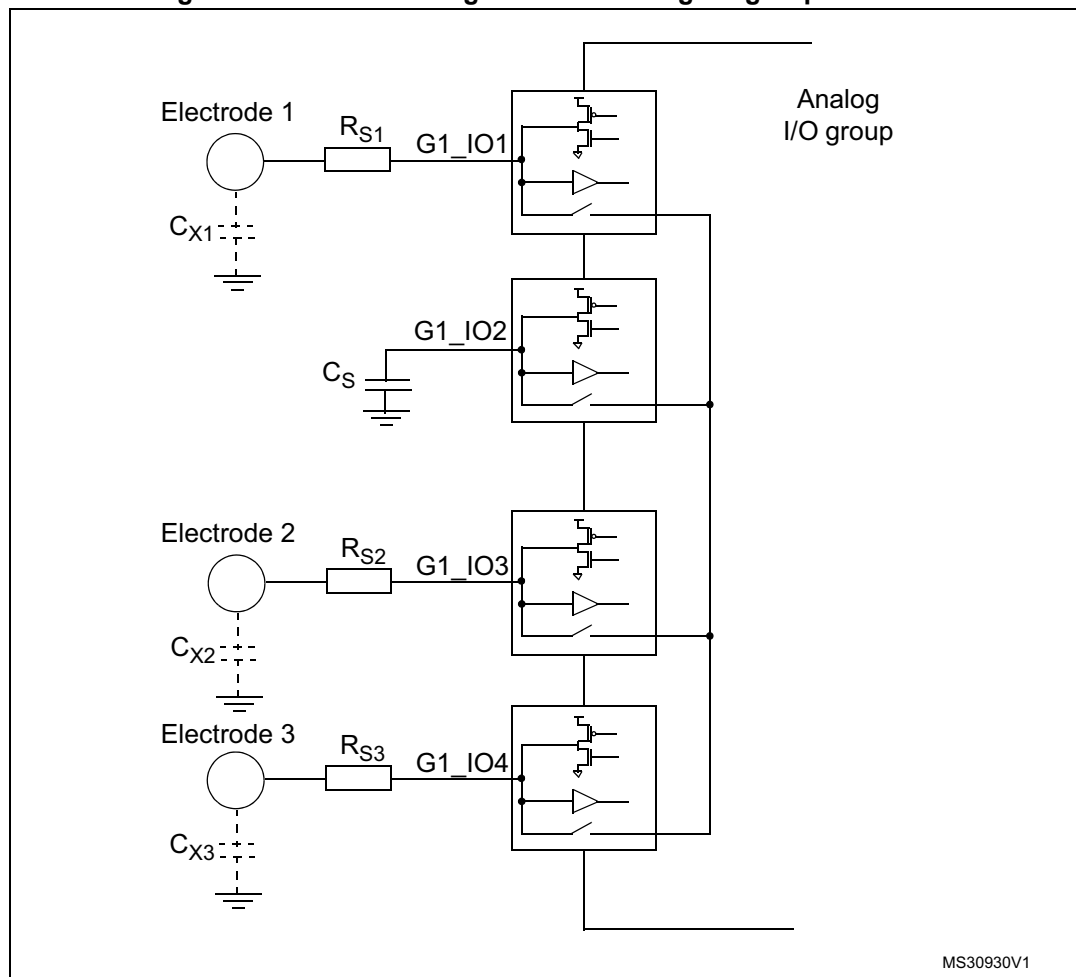 Electrode 1
RS1
G1_IO1
Analog
I/O group
CX1
G1_IO2
CS
Electrode 2
RS2
G1_IO3
CX2
Electrode 3
RS3
G1_IO4
CX3
MS30930V1